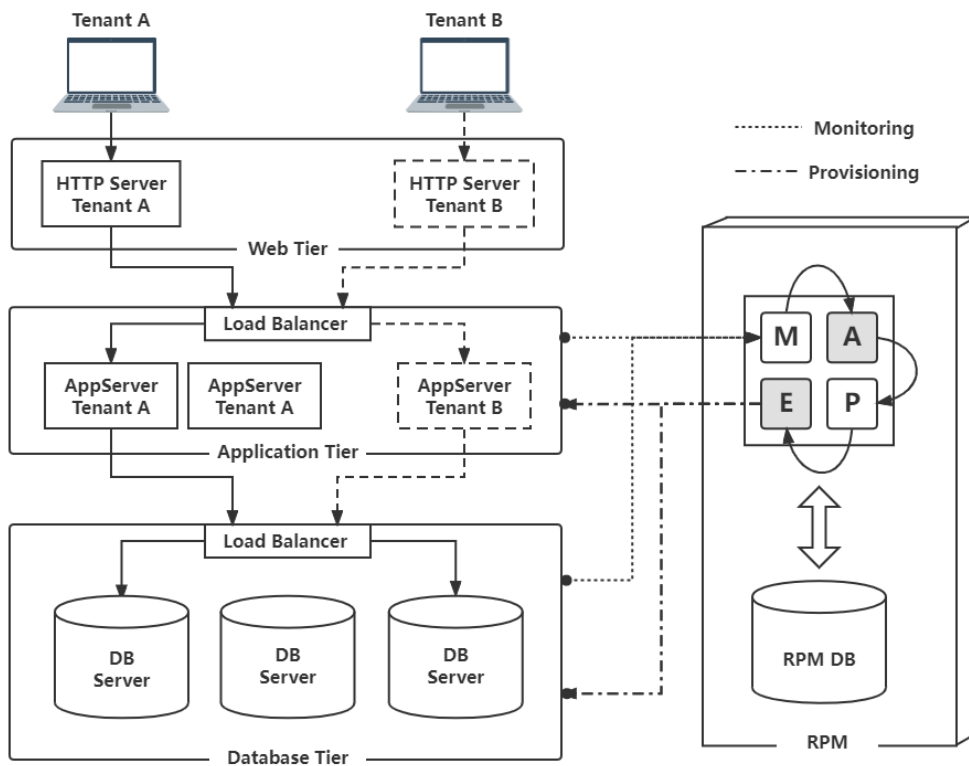 Tenant A
Tenant B
HTTP Server
Tenant A
HTTP Server
Tenant B
Web Tier
Monitoring
Provisioning
Load Balancer
AppServer
Tenant A
AppServer
Tenant A
AppServer
Tenant B
Application Tier
M
A
E
P
Load Balancer
DB
Server
DB
Server
DB
Server
Database Tier
RPM DB
RPM